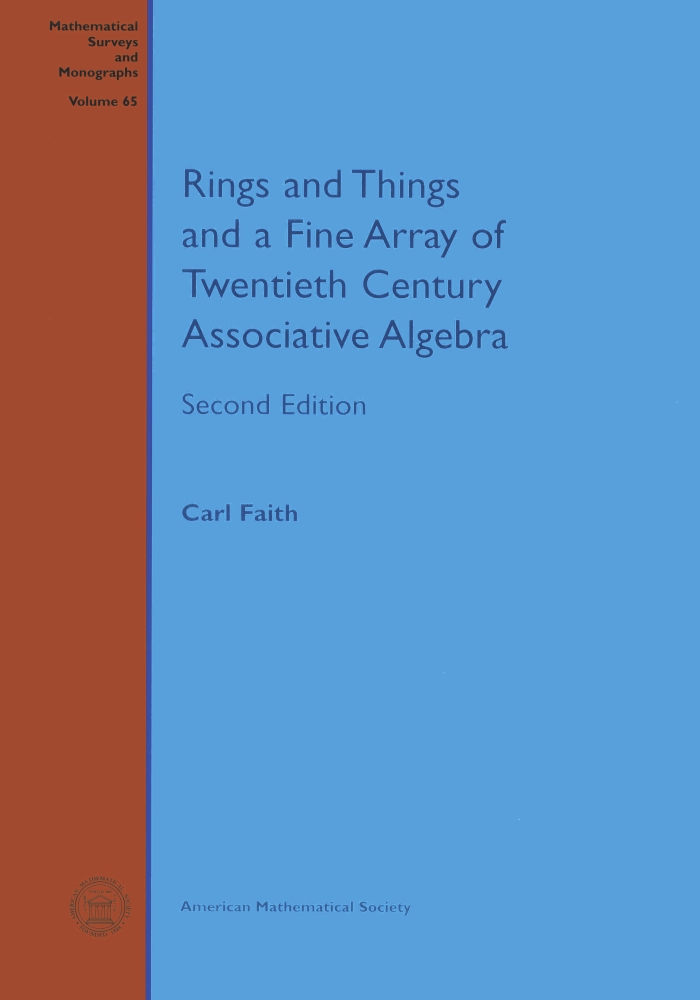 Mathematical
Surveys
and
Monographs
Volume 65
Rings and Things
and a Fine Array of
Twentieth Century
Associative Algebra
Second Edition
Carl Faith
American Mathematical Society